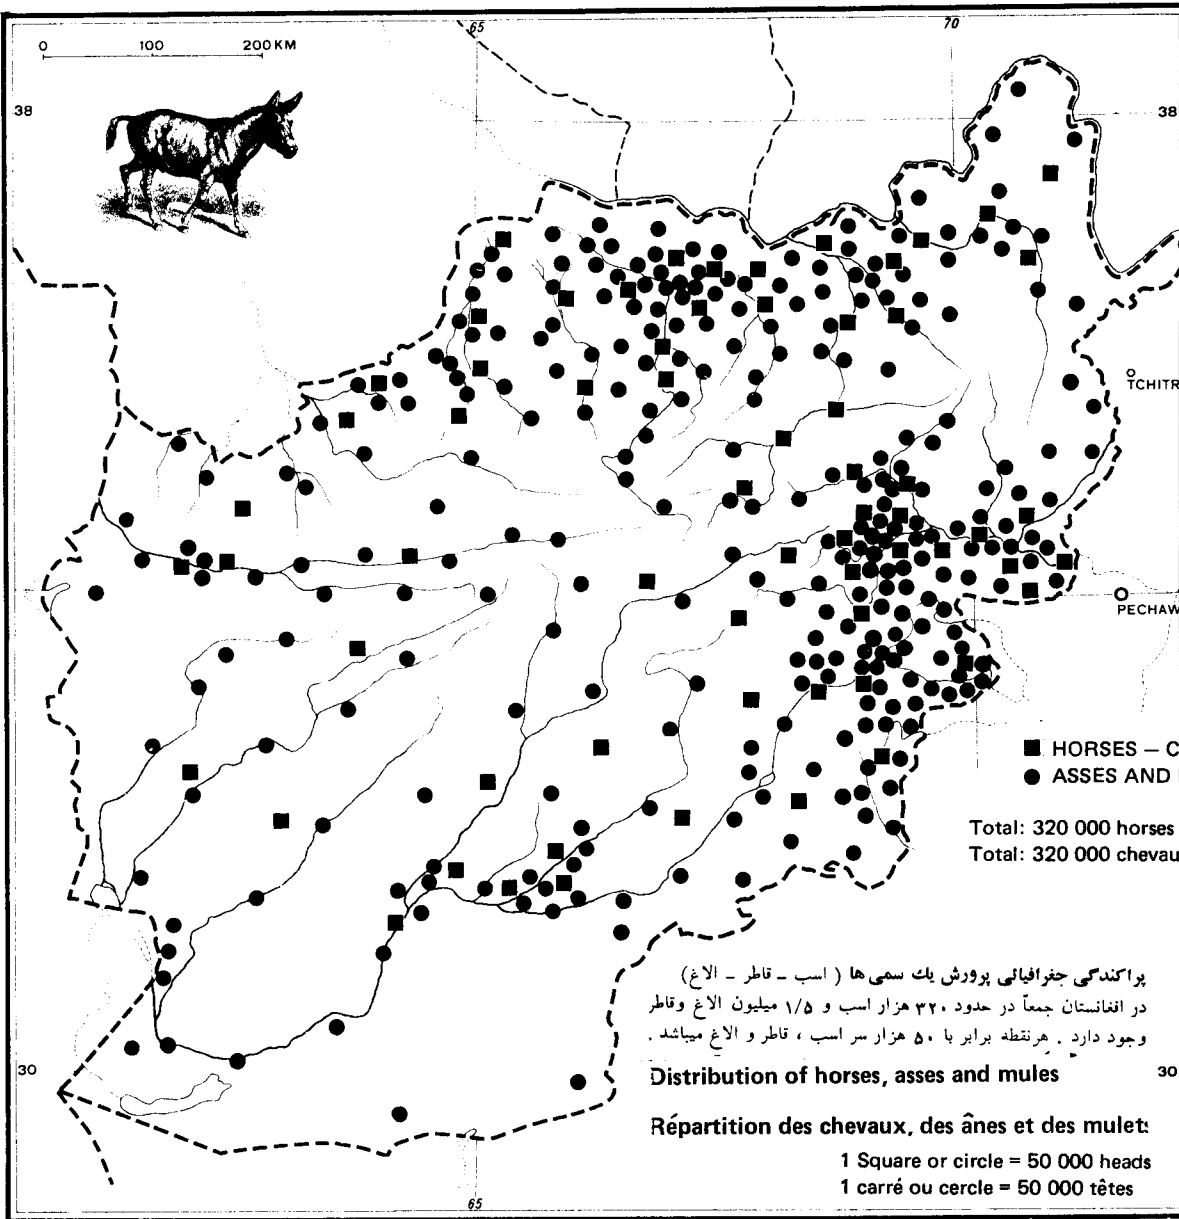 65
70
0 100 200 KM
38
38
TCHITR
PECHAW
■ HORSES – C
● ASSES AND
Total: 320 000 horses
Total: 320 000 chevau
پراکندگی جغرافیائی پرورش یك سمی ها ( اسب ـ قاطر ـ الاغ)
در افغانستان جمعاً در حدود ۳۲۰ هزار اسب و ۱/۵ میلیون الاغ وقاطر
وجود دارد . هرنقطه برابر با ۵۰ هزار سر اسب ، قاطر و الاغ میباشد .
30
Distribution of horses, asses and mules
30
Répartition des chevaux, des ânes et des mulets
1 Square or circle = 50 000 heads
1 carré ou cercle = 50 000 têtes
65